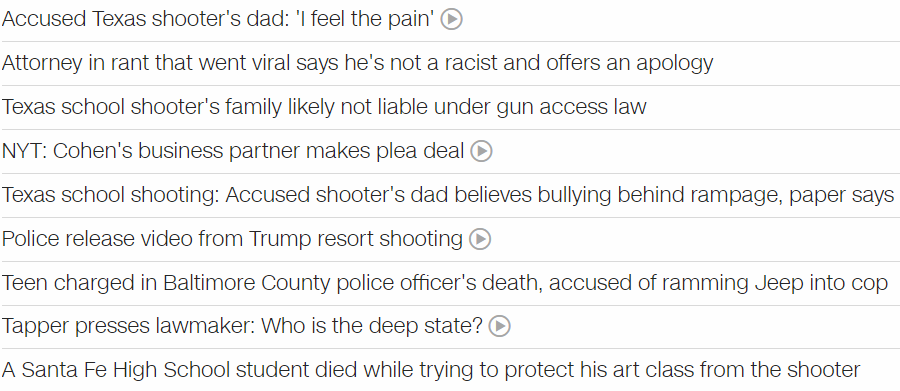 Accused Texas shooter's dad: 'I feel the pain'
Attorney in rant that went viral says he's not a racist and offers an apology
Texas school shooter's family likely not liable under gun access law
NYT: Cohen's business partner makes plea deal
Texas school shooting: Accused shooter's dad believes bullying behind rampage, paper says
Police release video from Trump resort shooting
Teen charged in Baltimore County police officer's death, accused of ramming Jeep into cop
Tapper presses lawmaker: Who is the deep state?
A Santa Fe High School student died while trying to protect his art class from the shooter